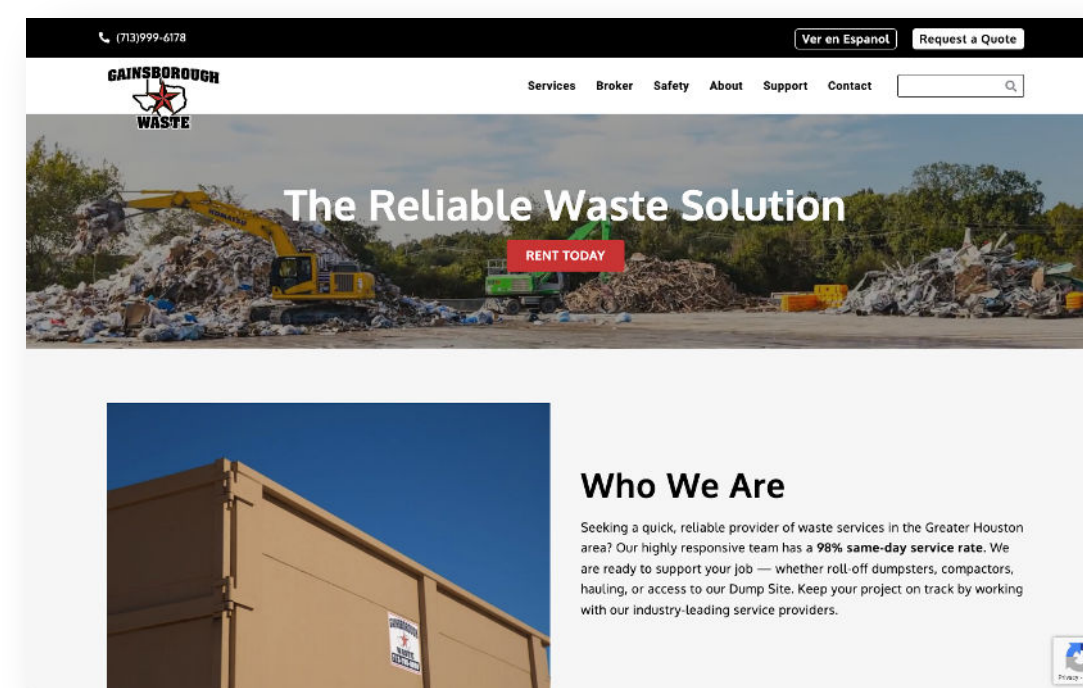 (713)999-6178
Ver en Espanol
Request a Quote
GAINSBOROUGH
WASTE
Services Broker Safety About Support Contact
KOMATSU
The Reliable Waste Solution
RENT TODAY
Who We Are
Seeking a quick, reliable provider of waste services in the Greater Houston
area? Our highly responsive team has a 98% same-day service rate. We
are ready to support your job — whether roll-off dumpsters, compactors,
hauling, or access to our Dump Site. Keep your project on track by working
with our industry-leading service providers.
GAINSBOROUGH
WASTE
Privacy -